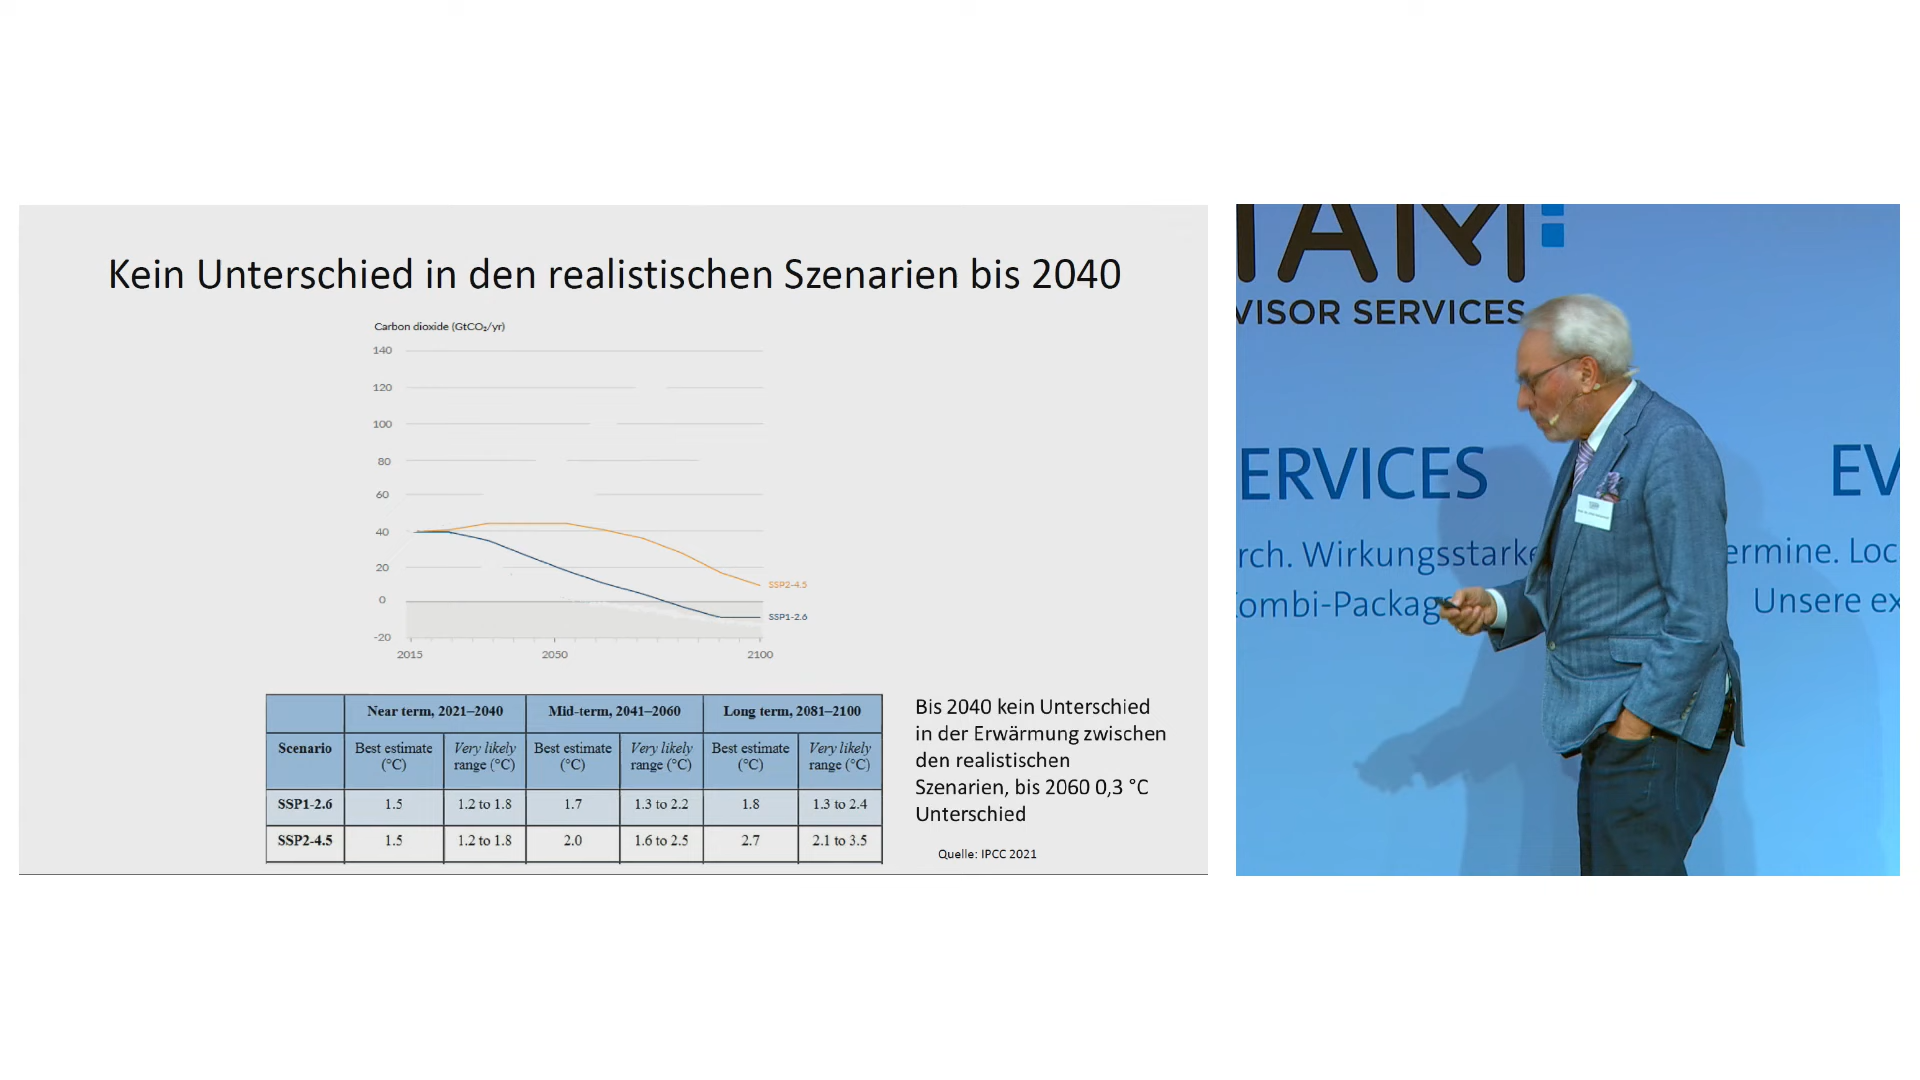 Kein Unterschied in den realistischen Szenarien bis 2040
Carbon dioxide (GtCO₂/yr)
140
120
100
80
60
40
20
0
-20
2015 2050 2100
SSP2-4.5
SSP1-2.6
Near term, 2021–2040 Mid-term, 2041–2060 Long term, 2081–2100
Scenario Best estimate (°C) Very likely range (°C) Best estimate (°C) Very likely range (°C) Best estimate (°C) Very likely range (°C)
SSP1-2.6 1.5 1.2 to 1.8 1.7 1.3 to 2.2 1.8 1.3 to 2.4
SSP2-4.5 1.5 1.2 to 1.8 2.0 1.6 to 2.5 2.7 2.1 to 3.5
Bis 2040 kein Unterschied
in der Erwärmung zwischen
den realistischen
Szenarien, bis 2060 0,3 °C
Unterschied
Quelle: IPCC 2021
IAM
VISOR SERVICES
ERVICES
EV
rch. Wirkungsstarke
ombi-Packag
ermine. Loc
Unsere ex